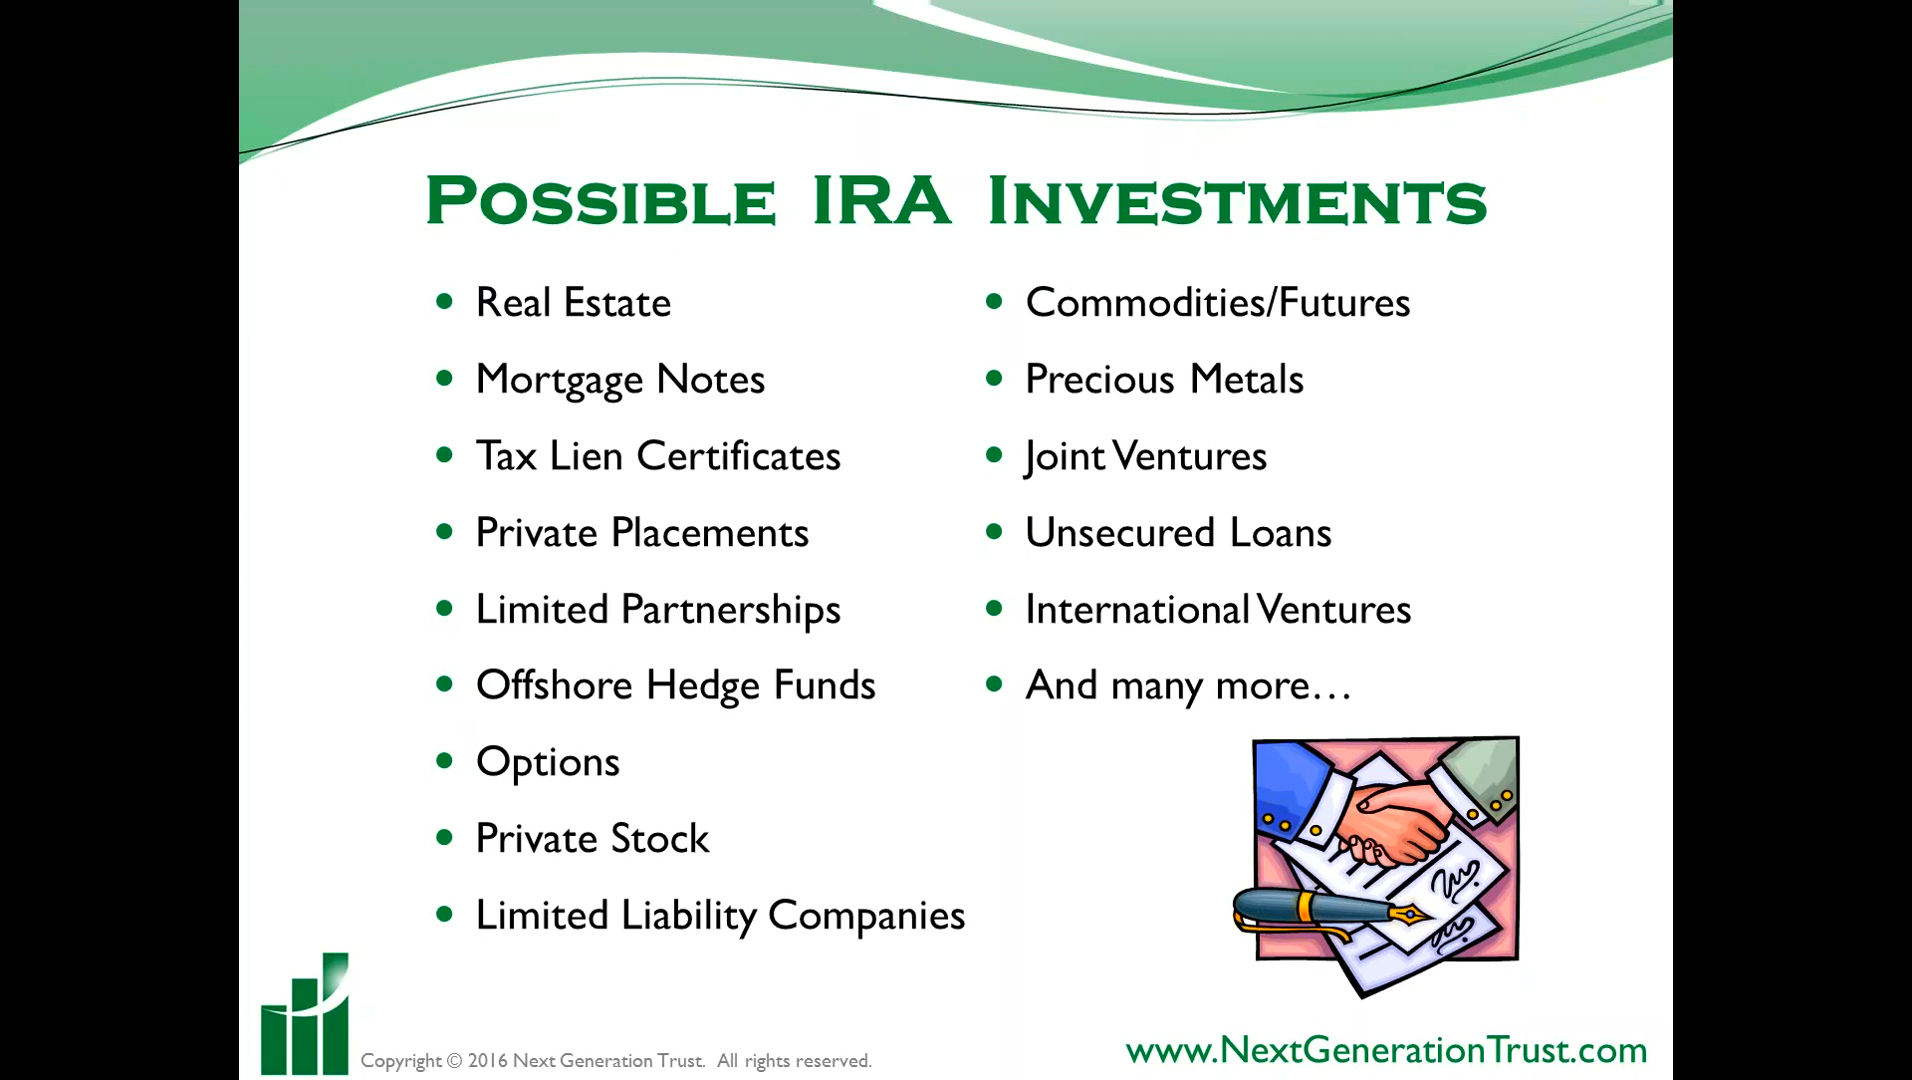 Possible IRA Investments
Real Estate
Mortgage Notes
Tax Lien Certificates
Private Placements
Limited Partnerships
Offshore Hedge Funds
Options
Private Stock
Limited Liability Companies
Commodities/Futures
Precious Metals
Joint Ventures
Unsecured Loans
International Ventures
And many more…
Copyright © 2016 Next Generation Trust. All rights reserved.
www.NextGenerationTrust.com